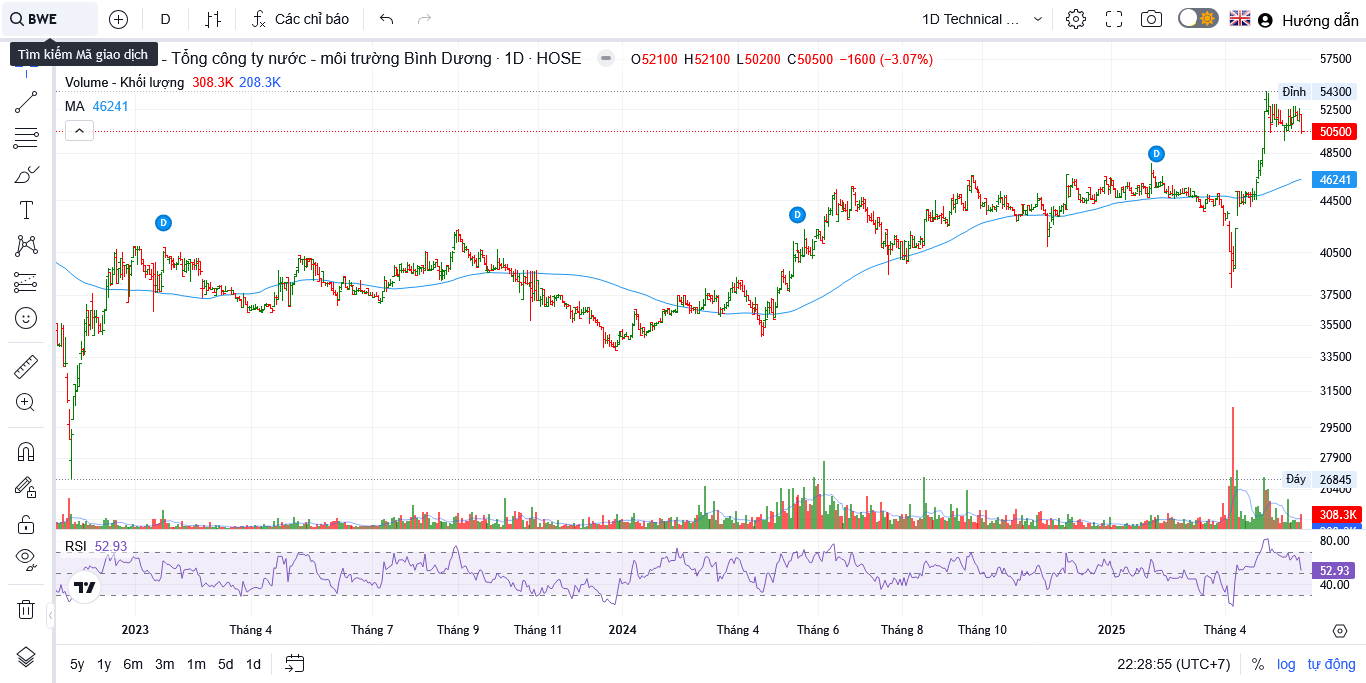 BWE
D
Các chỉ báo
1D Technical ...
Hướng dẫn
Tìm kiếm Mã giao dịch
- Tổng công ty nước - môi trường Bình Dương · 1D · HOSE
O52100 H52100 L50200 C50500 −1600 (−3.07%)
Volume - Khối lượng 308.3K 208.3K
MA 46241
57500
Đỉnh 54300
52500
50500
48500
46241
44500
40500
37500
35500
33500
31500
29500
27900
Đáy 26845
26400
308.3K
D
D
D
RSI 52.93
80.00
52.93
40.00
2023 Tháng 4 Tháng 7 Tháng 9 Tháng 11 2024 Tháng 4 Tháng 6 Tháng 8 Tháng 10 2025 Tháng 4
5y 1y 6m 3m 1m 5d 1d
22:28:55 (UTC+7) % log tự động